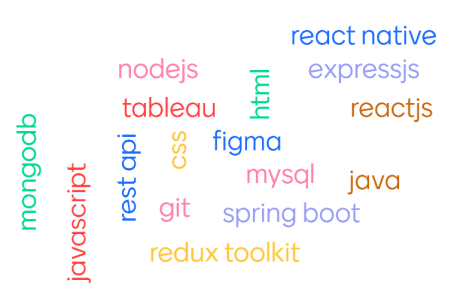 react native
nodejs
html
expressjs
tableau
reactjs
mongodb
rest api
css
figma
javascript
mysql
java
git
spring boot
redux toolkit